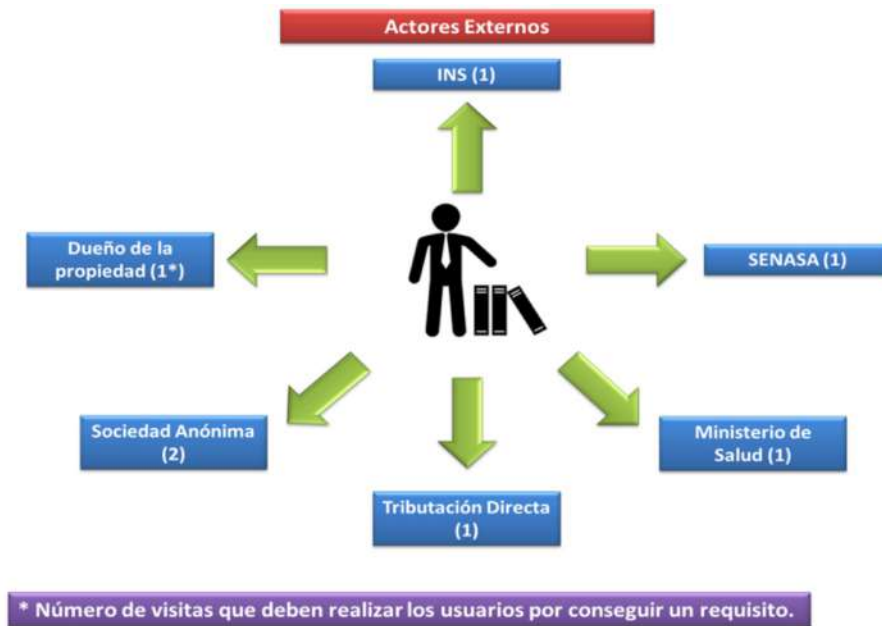 Actores Externos
INS (1)
Dueño de la
propiedad (1*)
SENASA (1)
Sociedad Anónima
(2)
Ministerio de
Salud (1)
Tributación Directa
(1)
* Número de visitas que deben realizar los usuarios por conseguir un requisito.